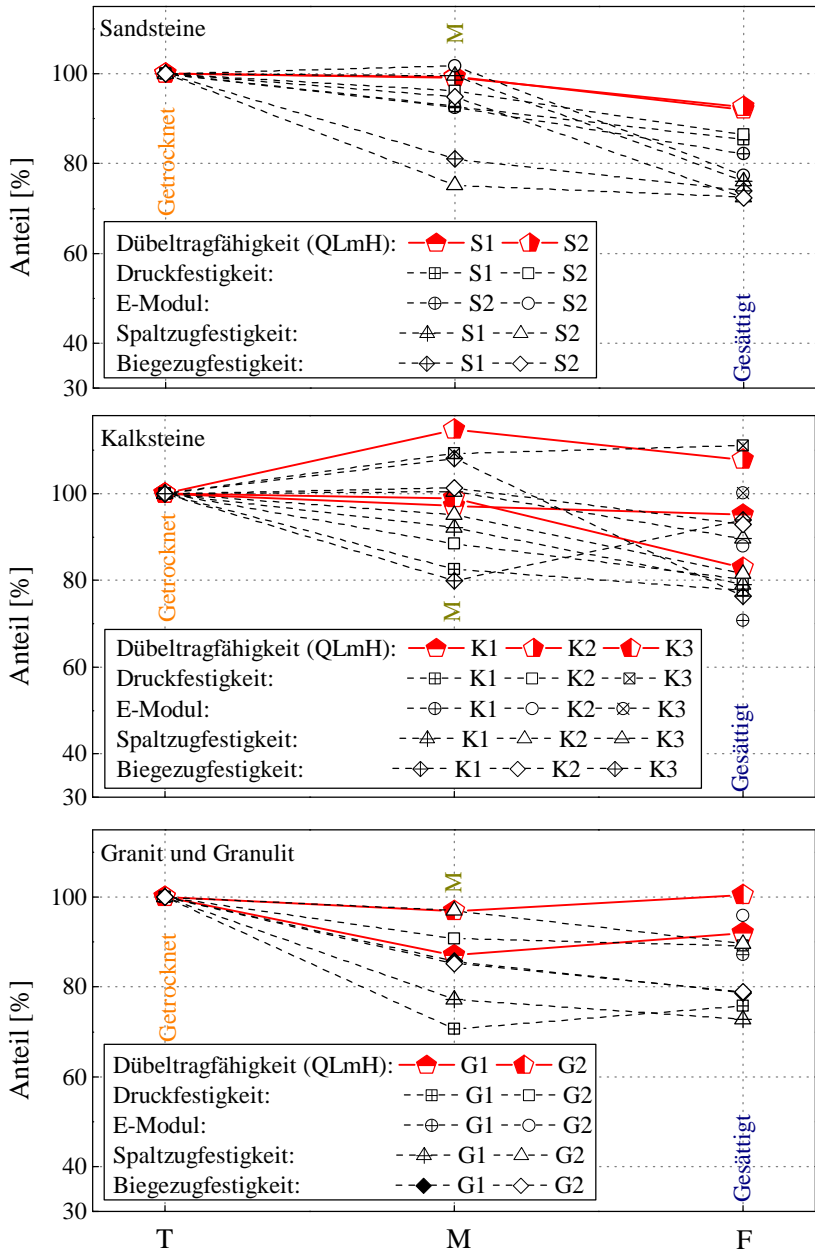 Sandsteine
M
100
80
60
40
30
Anteil [%]
Getrocknet
Gesättigt
Dübeltragfähigkeit (QLmH): S1 S2
Druckfestigkeit: S1 S2
E-Modul: S2 S2
Spaltzugfestigkeit: S1 S2
Biegezugfestigkeit: S1 S2
Kalksteine
M
100
80
60
40
30
Anteil [%]
Getrocknet
Gesättigt
Dübeltragfähigkeit (QLmH): K1 K2 K3
Druckfestigkeit: K1 K2 K3
E-Modul: K1 K2 K3
Spaltzugfestigkeit: K1 K2 K3
Biegezugfestigkeit: K1 K2 K3
Granit und Granulit
M
100
80
60
40
30
Anteil [%]
Getrocknet
Gesättigt
Dübeltragfähigkeit (QLmH): G1 G2
Druckfestigkeit: G1 G2
E-Modul: G1 G2
Spaltzugfestigkeit: G1 G2
Biegezugfestigkeit: G1 G2
T M F